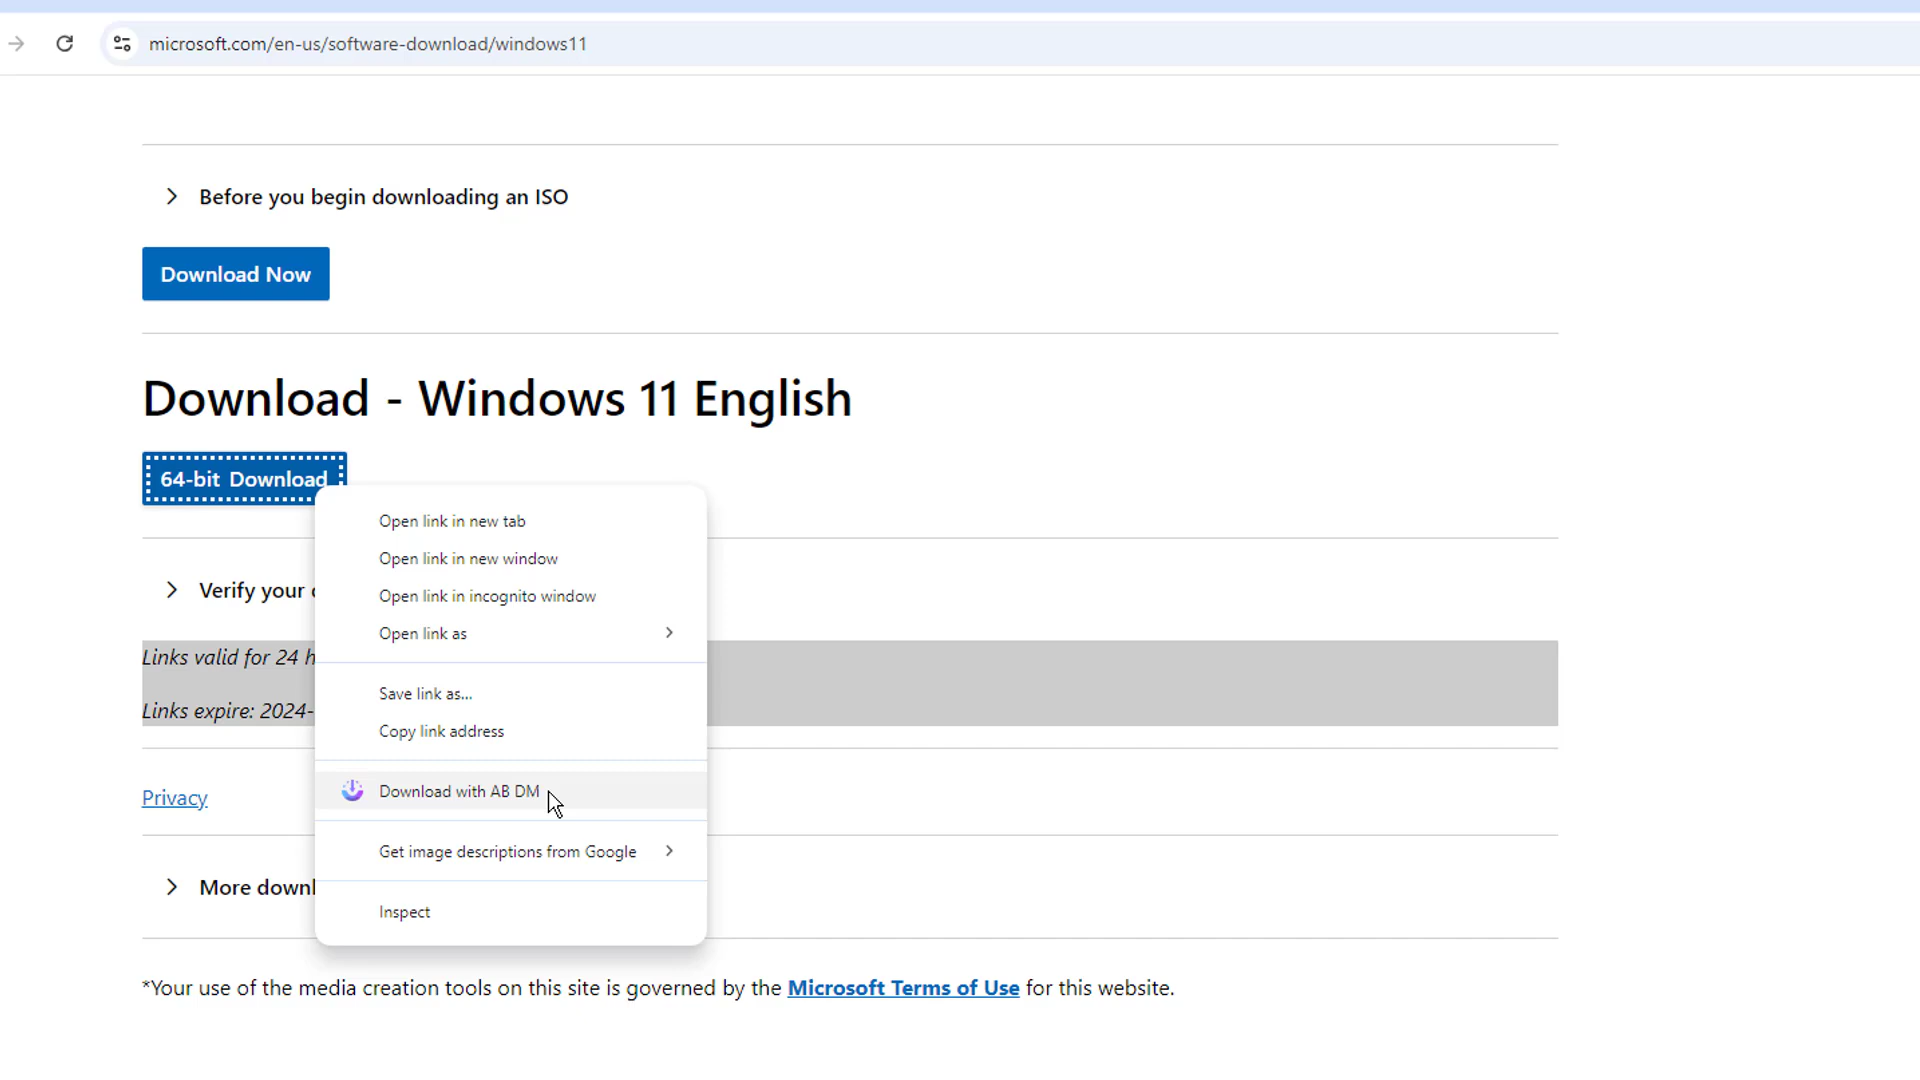 microsoft.com/en-us/software-download/windows11
Before you begin downloading an ISO
Download Now
Download - Windows 11 English
64-bit Download
Open link in new tab
Open link in new window
Verify your
Open link in incognito window
Open link as
Links valid for 24 h
Save link as...
Links expire: 2024-
Copy link address
Privacy
Download with AB DM
Get image descriptions from Google
More downl
Inspect
*Your use of the media creation tools on this site is governed by the Microsoft Terms of Use for this website.